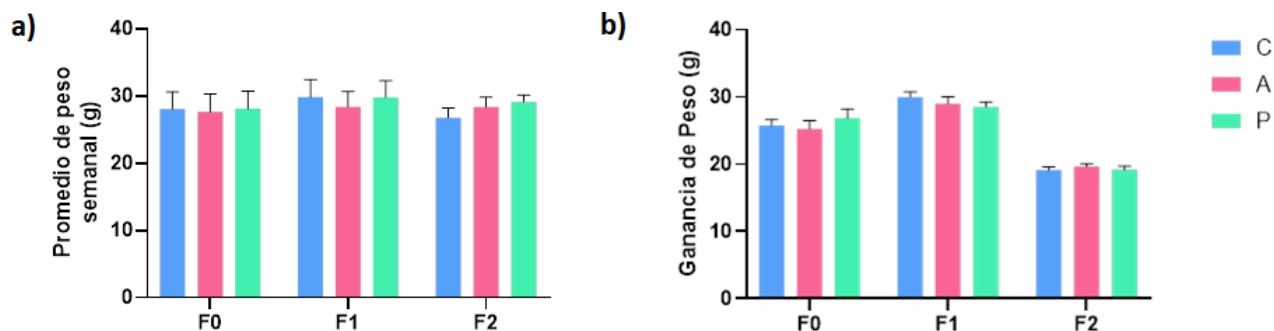 a)
Promedio de peso
semanal (g)
40
30
20
10
0
F0 F1 F2
b)
Ganancia de Peso (g)
40
30
20
10
0
F0 F1 F2
C
A
P